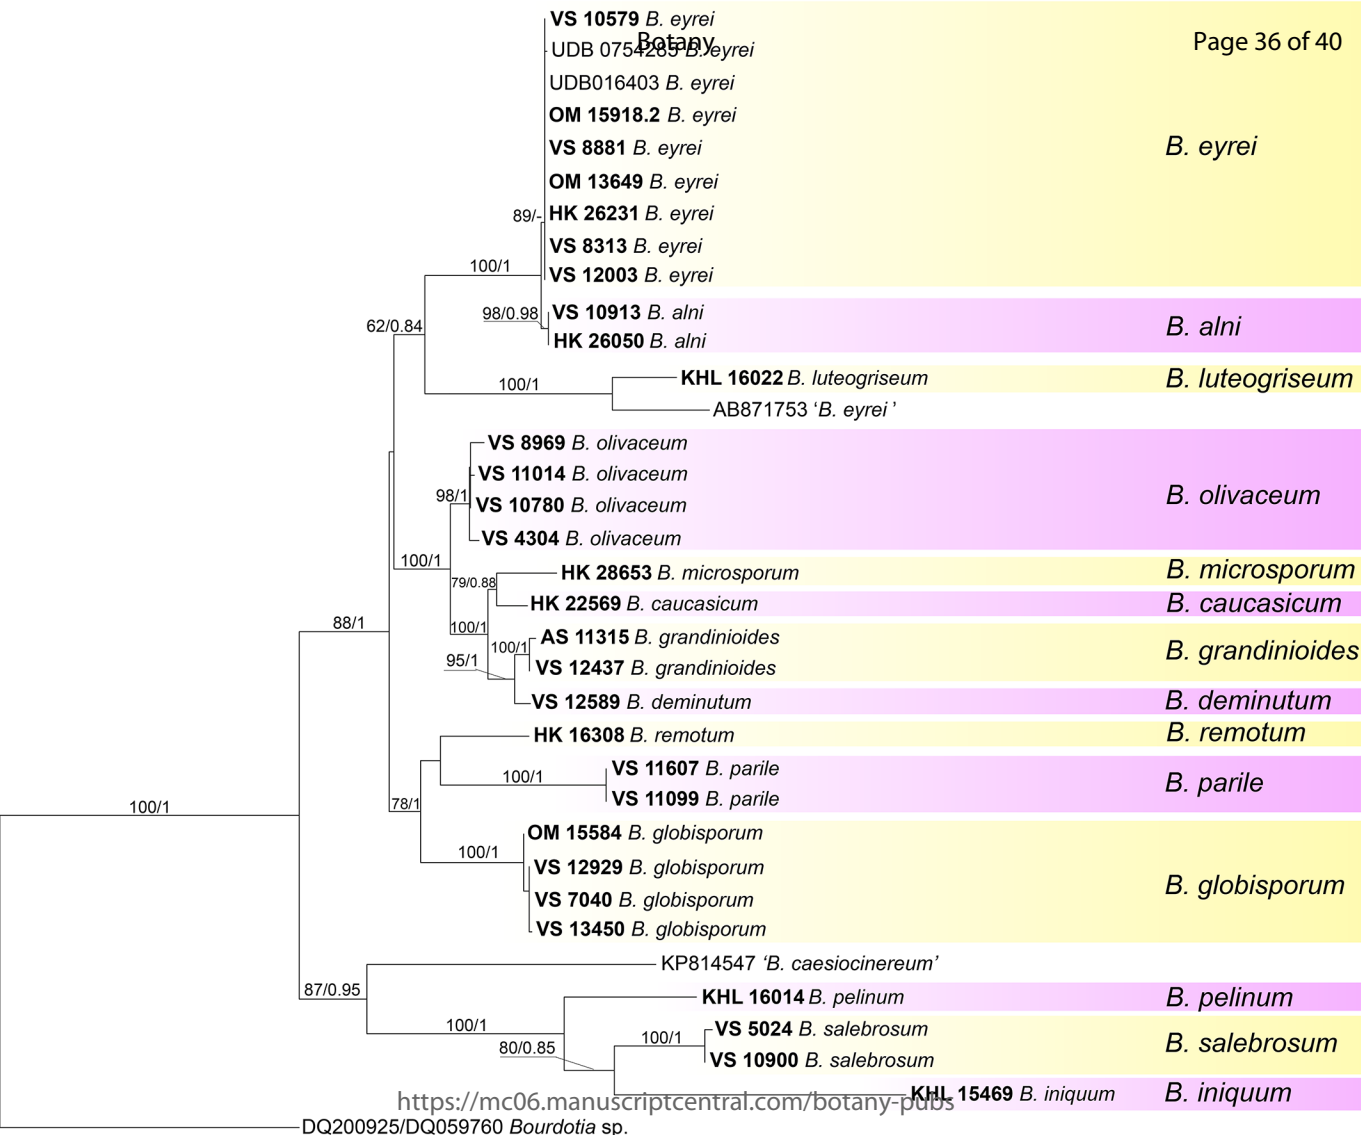 VS 10579 B. eyrei
Botany
Page 36 of 40
UDB 0754285 B. eyrei
UDB016403 B. eyrei
OM 15918.2 B. eyrei
VS 8881 B. eyrei
B. eyrei
OM 13649 B. eyrei
89/-
HK 26231 B. eyrei
VS 8313 B. eyrei
100/1
VS 12003 B. eyrei
98/0.98
VS 10913 B. alni
62/0.84
B. alni
HK 26050 B. alni
100/1
KHL 16022 B. luteogriseum
B. luteogriseum
AB871753 ‘B. eyrei ’
VS 8969 B. olivaceum
VS 11014 B. olivaceum
98/1
B. olivaceum
VS 10780 B. olivaceum
VS 4304 B. olivaceum
100/1
HK 28653 B. microsporum
B. microsporum
79/0.88
HK 22569 B. caucasicum
B. caucasicum
88/1
100/1
AS 11315 B. grandinioides
100/1
B. grandinioides
95/1
VS 12437 B. grandinioides
VS 12589 B. deminutum
B. deminutum
HK 16308 B. remotum
B. remotum
VS 11607 B. parile
100/1
B. parile
VS 11099 B. parile
100/1
78/1
OM 15584 B. globisporum
100/1
VS 12929 B. globisporum
B. globisporum
VS 7040 B. globisporum
VS 13450 B. globisporum
KP814547 ‘B. caesiocinereum’
87/0.95
KHL 16014 B. pelinum
B. pelinum
100/1
VS 5024 B. salebrosum
100/1
B. salebrosum
80/0.85
VS 10900 B. salebrosum
KHL 15469 B. iniquum
B. iniquum
https://mc06.manuscriptcentral.com/botany-pubs
DQ200925/DQ059760 Bourdotia sp.